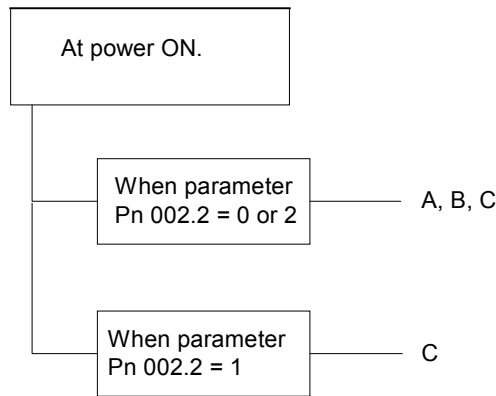 At power ON.
When parameter
Pn 002.2 = 0 or 2
A, B, C
When parameter
Pn 002.2 = 1
C